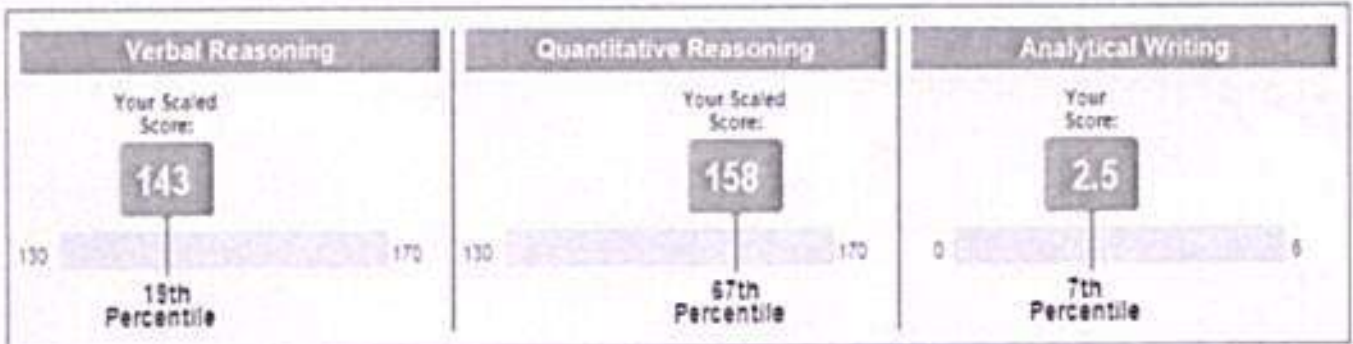 Verbal Reasoning
Your Scaled
Score:
143
130
170
19th
Percentile
Quantitative Reasoning
Your Scaled
Score:
158
130
170
67th
Percentile
Analytical Writing
Your
Score:
2.5
0
6
7th
Percentile